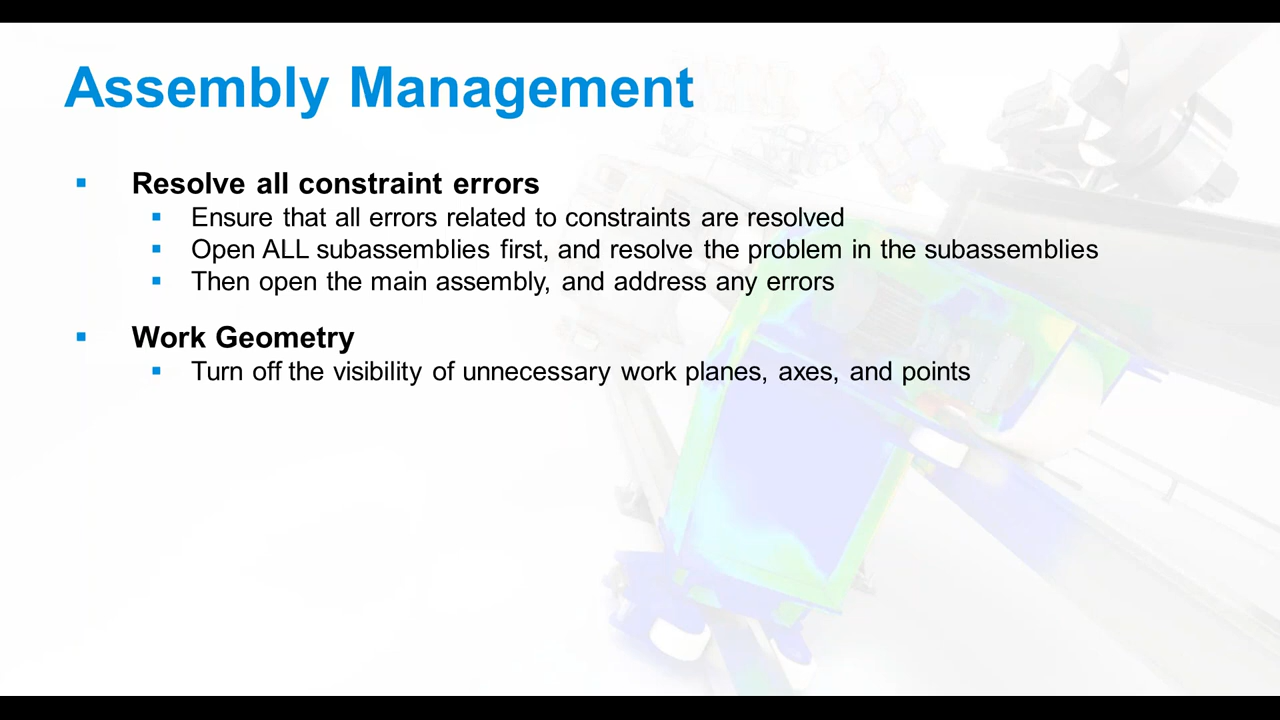 Assembly Management
Resolve all constraint errors
Ensure that all errors related to constraints are resolved
Open ALL subassemblies first, and resolve the problem in the subassemblies
Then open the main assembly, and address any errors
Work Geometry
Turn off the visibility of unnecessary work planes, axes, and points